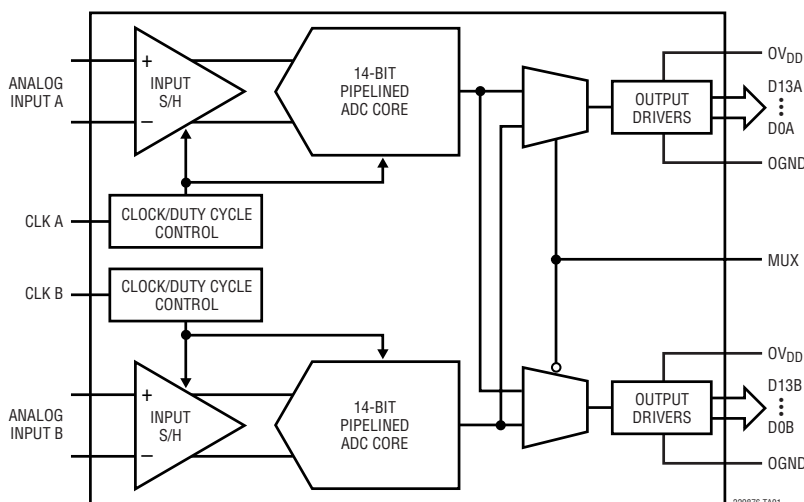 ANALOG
INPUT A
+
–
INPUT
S/H
14-BIT
PIPELINED
ADC CORE
OUTPUT
DRIVERS
OVDD
D13A
D0A
OGND
CLK A
CLOCK/DUTY CYCLE
CONTROL
MUX
CLK B
CLOCK/DUTY CYCLE
CONTROL
ANALOG
INPUT B
+
–
INPUT
S/H
14-BIT
PIPELINED
ADC CORE
OUTPUT
DRIVERS
OVDD
D13B
D0B
OGND